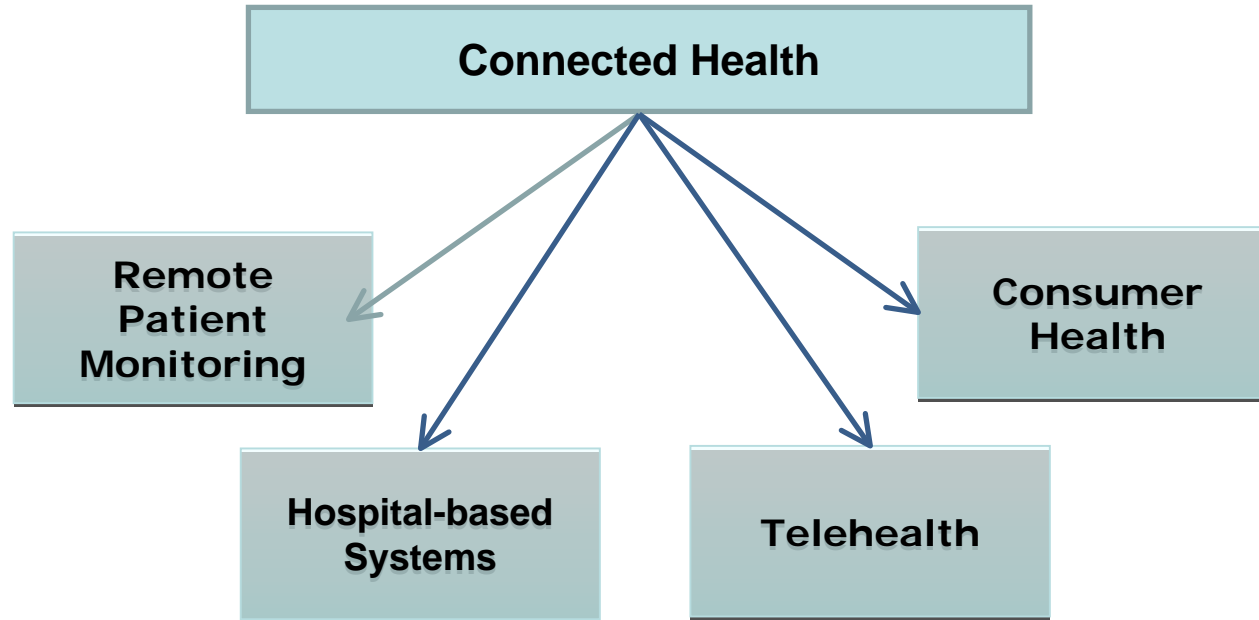 Connected Health
Remote
Patient
Monitoring
Consumer
Health
Hospital-based
Systems
Telehealth